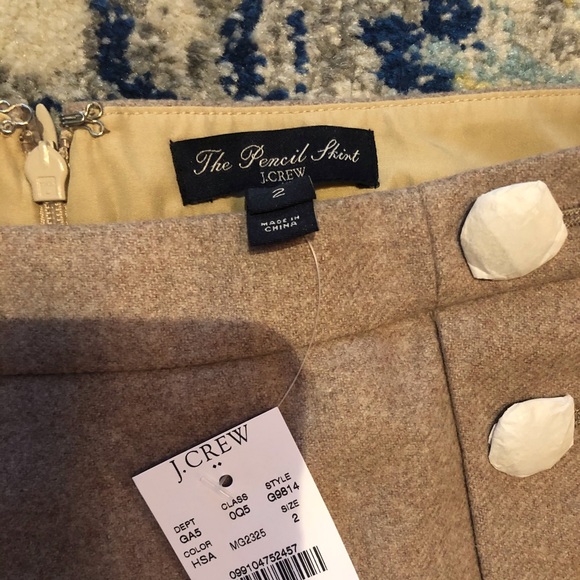 The Pencil Skirt
J.CREW
2
MADE IN
CHINA
J.CREW
DEPT CLASS STYLE
GA5 0Q5 G9814
COLOR SIZE
HSA MG2325 2
099104752457